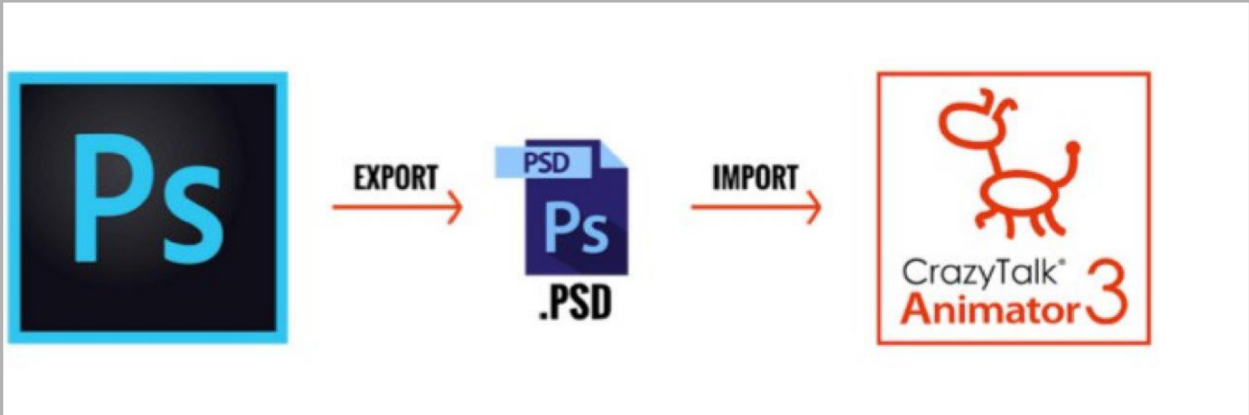 Ps
EXPORT
PSD
Ps
.PSD
IMPORT
CrazyTalk®
Animator 3